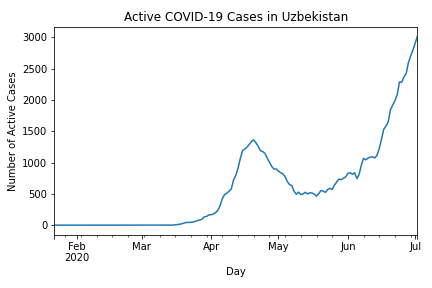 Active COVID-19 Cases in Uzbekistan
Number of Active Cases
3000
2500
2000
1500
1000
500
0
Feb Mar Apr May Jun Jul
2020
Day